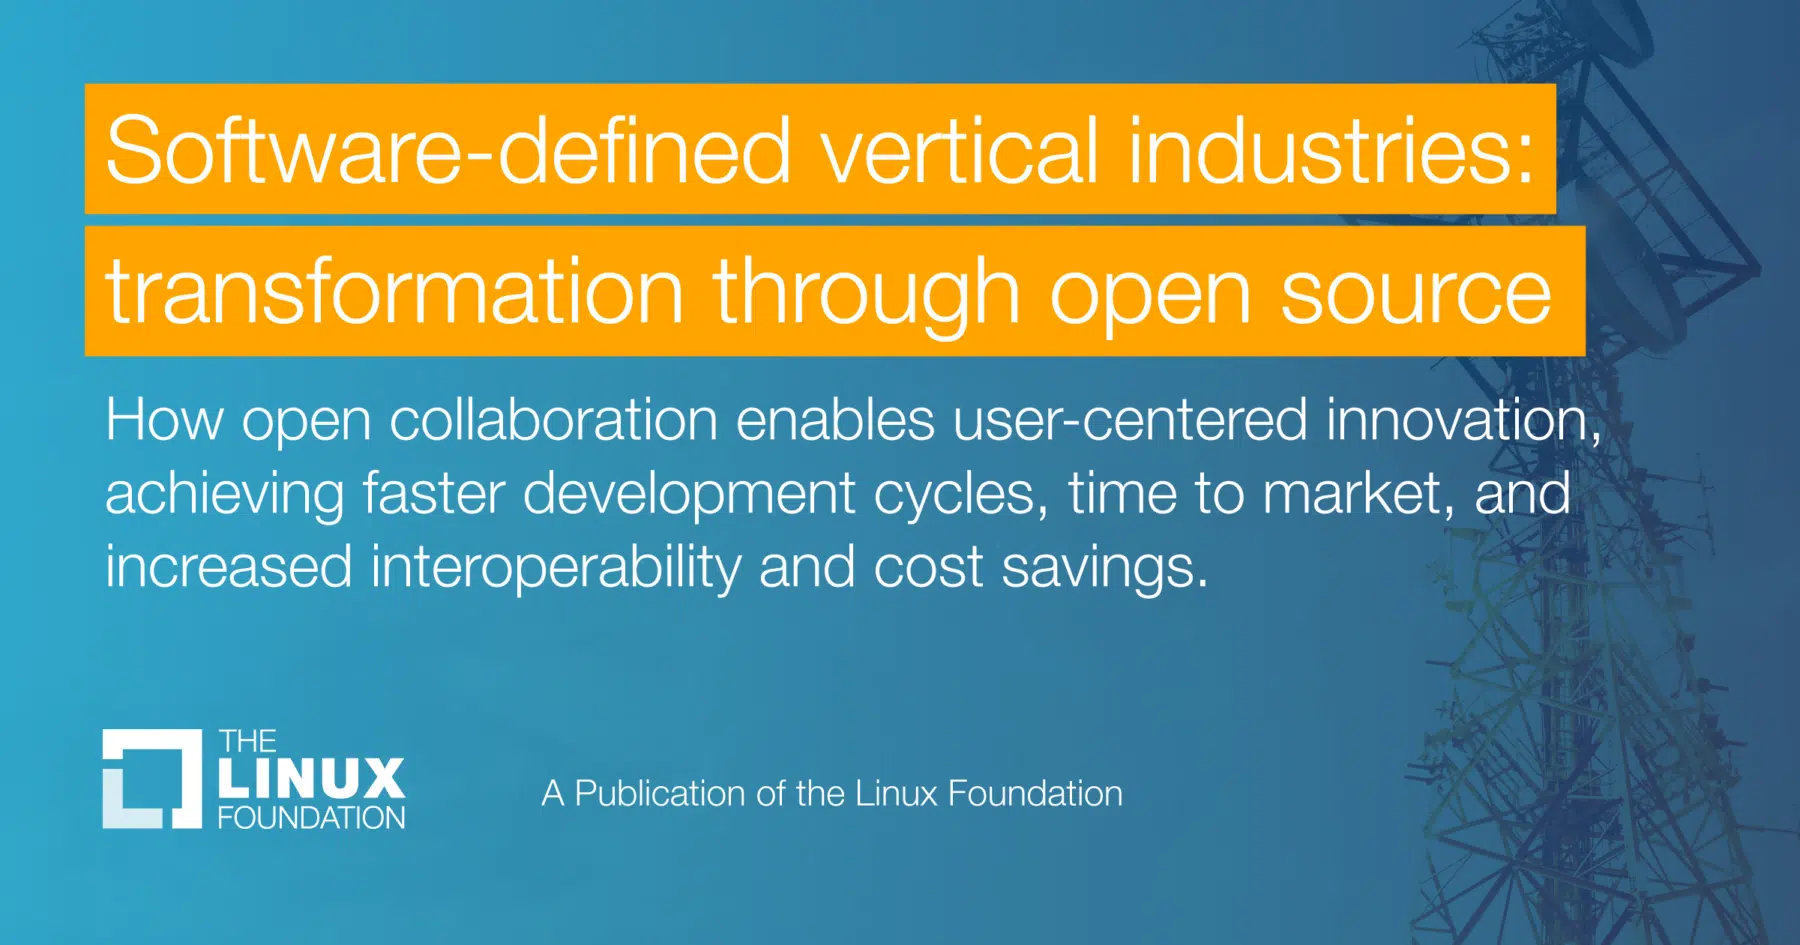 Software-defined vertical industries:
transformation through open source
How open collaboration enables user-centered innovation,
achieving faster development cycles, time to market, and
increased interoperability and cost savings.
THE
LINUX
FOUNDATION
A Publication of the Linux Foundation